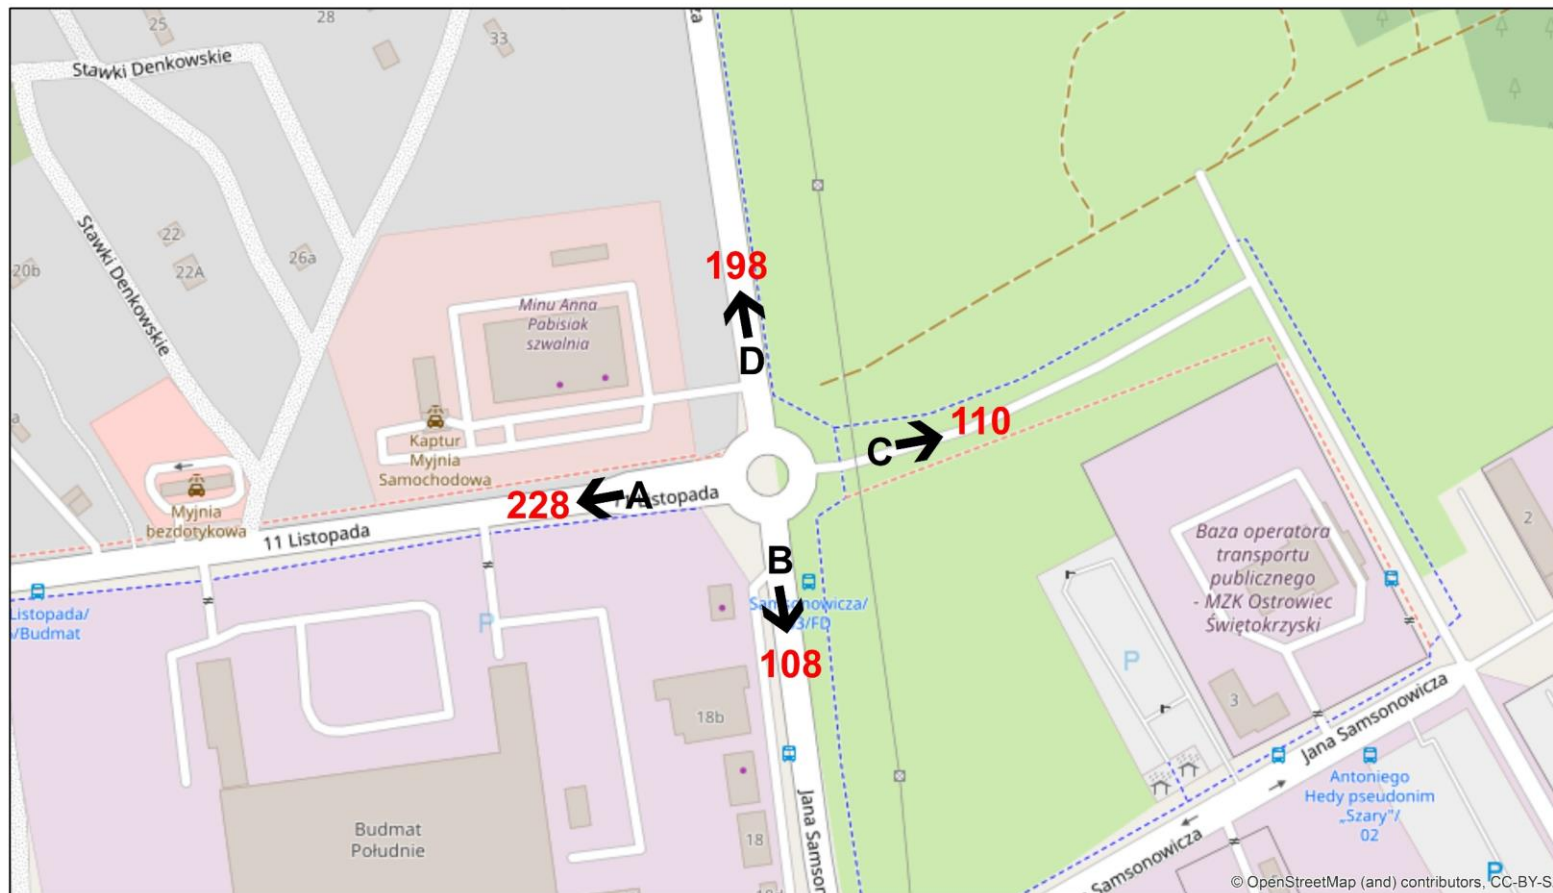 25
28
33
Stawki Denkowskie
22
22A
26a
20b
Stawki Denkowskie
198
D
Minu Anna
Pabisiak
szwalnia
Kaptur
Myjnia
Samochodowa
C
110
228
A
11 Listopada
Myjnia
bezdotykowa
11 Listopada
B
108
Listopada/
/Budmat
P
Baza operatora
transportu
publicznego
- MZK Ostrowiec
Świętokrzyski
2
P
3
18b
18
Jana Samson
Budmat
Południe
Jana Samsonowicza
Antoniego
Hedy pseudonim
„Szary”/
02
Samsonowicza
P
© OpenStreetMap (and) contributors, CC-BY-S